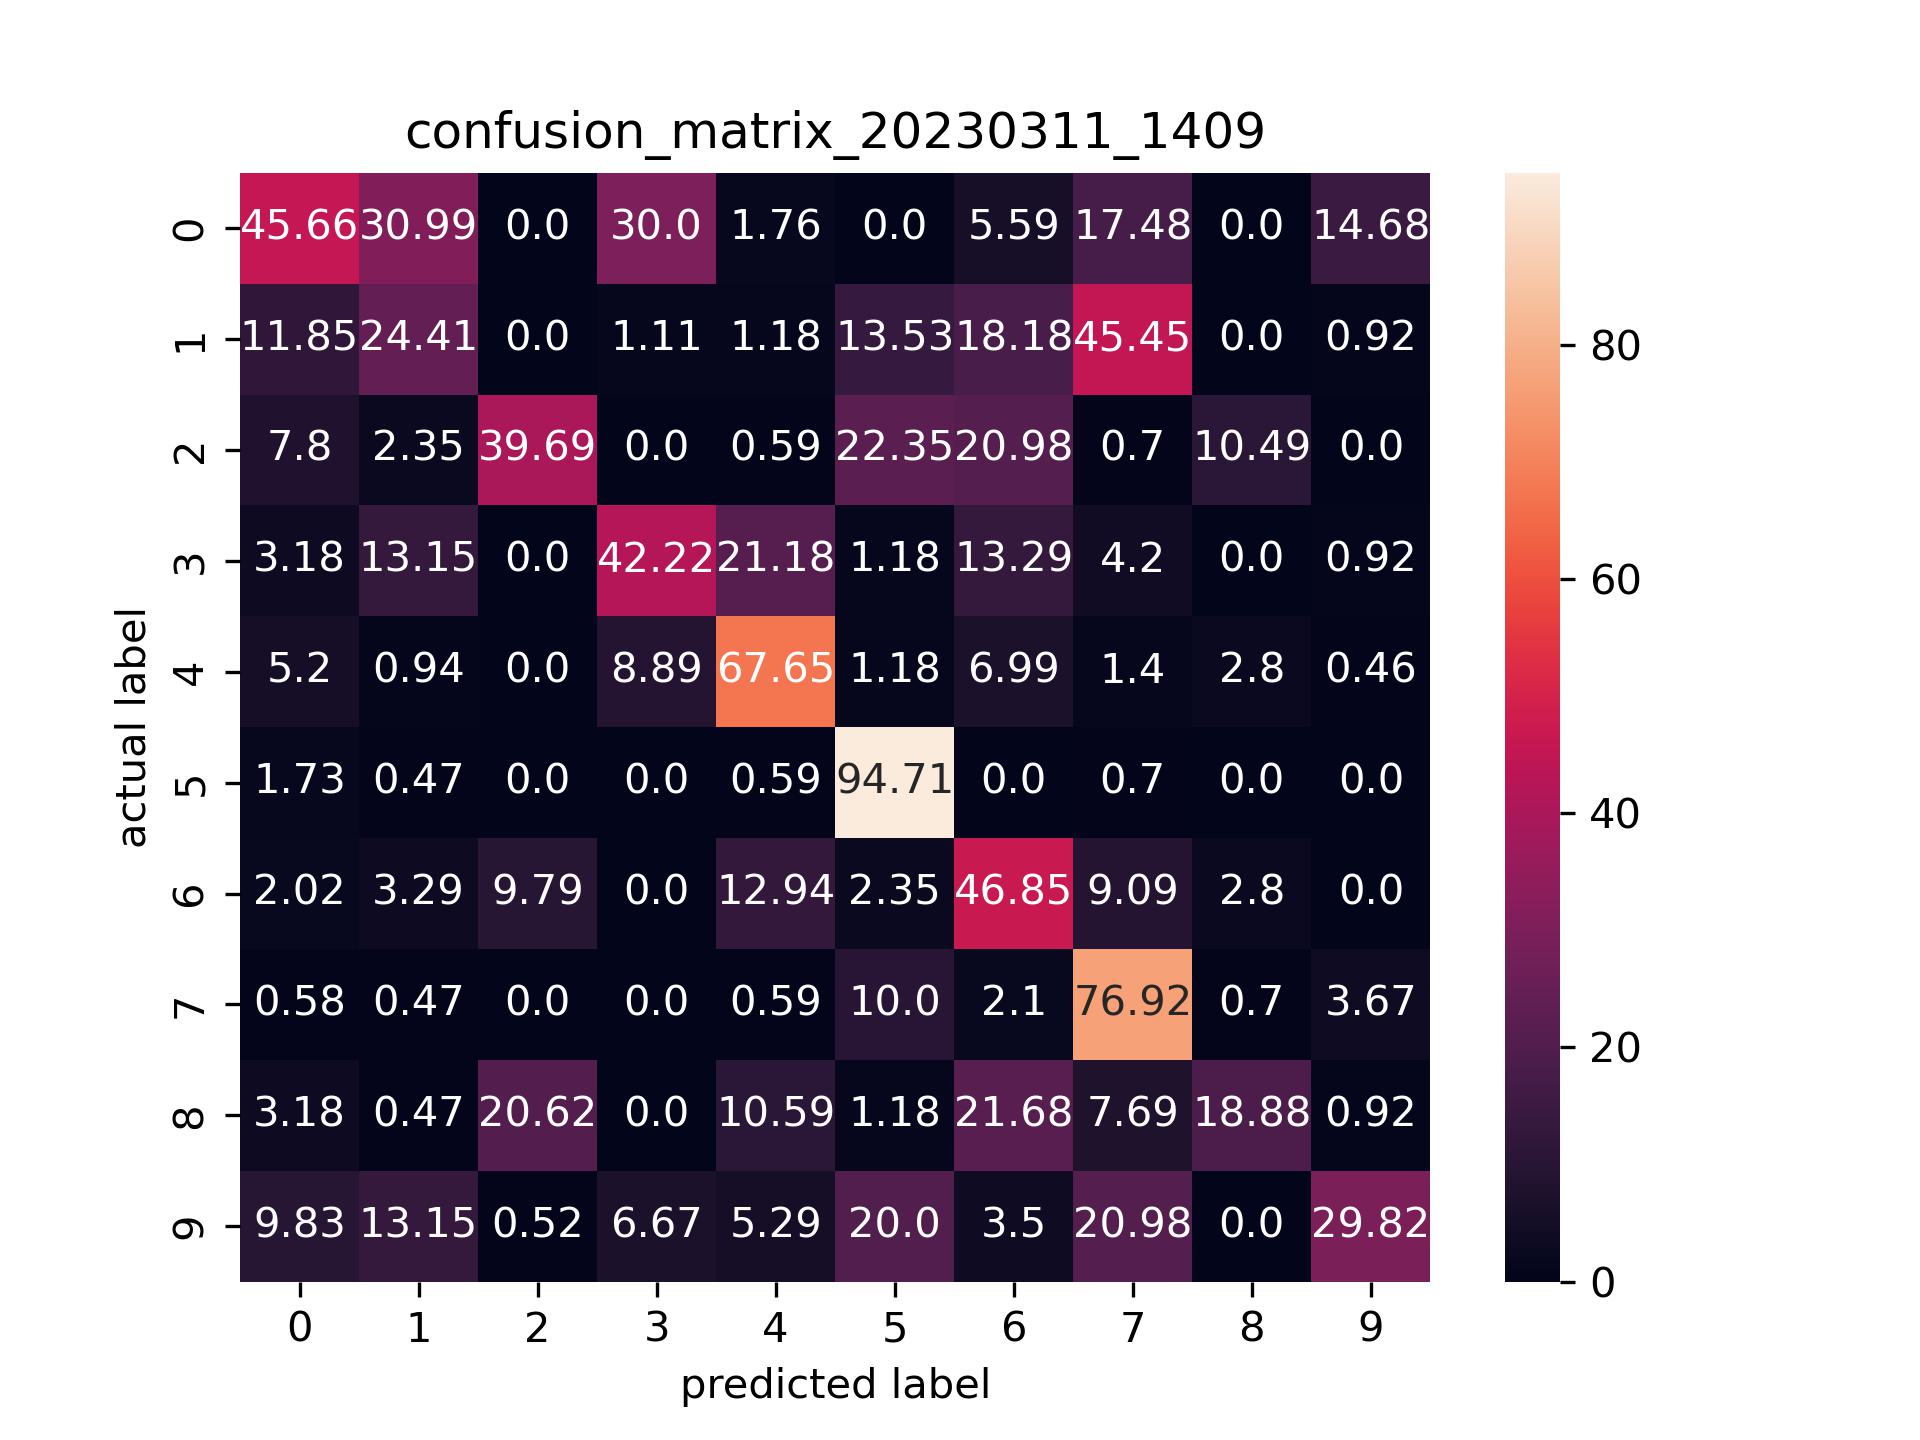 confusion_matrix_20230311_1409
0 45.66 30.99 0.0 30.0 1.76 0.0 5.59 17.48 0.0 14.68
1 11.85 24.41 0.0 1.11 1.18 13.53 18.18 45.45 0.0 0.92
80
2 7.8 2.35 39.69 0.0 0.59 22.35 20.98 0.7 10.49 0.0
3 3.18 13.15 0.0 42.22 21.18 1.18 13.29 4.2 0.0 0.92
60
4 5.2 0.94 0.0 8.89 67.65 1.18 6.99 1.4 2.8 0.46
actual label
5 1.73 0.47 0.0 0.0 0.59 94.71 0.0 0.7 0.0 0.0
40
6 2.02 3.29 9.79 0.0 12.94 2.35 46.85 9.09 2.8 0.0
7 0.58 0.47 0.0 0.0 0.59 10.0 2.1 76.92 0.7 3.67
20
8 3.18 0.47 20.62 0.0 10.59 1.18 21.68 7.69 18.88 0.92
9 9.83 13.15 0.52 6.67 5.29 20.0 3.5 20.98 0.0 29.82
0
0 1 2 3 4 5 6 7 8 9
predicted label